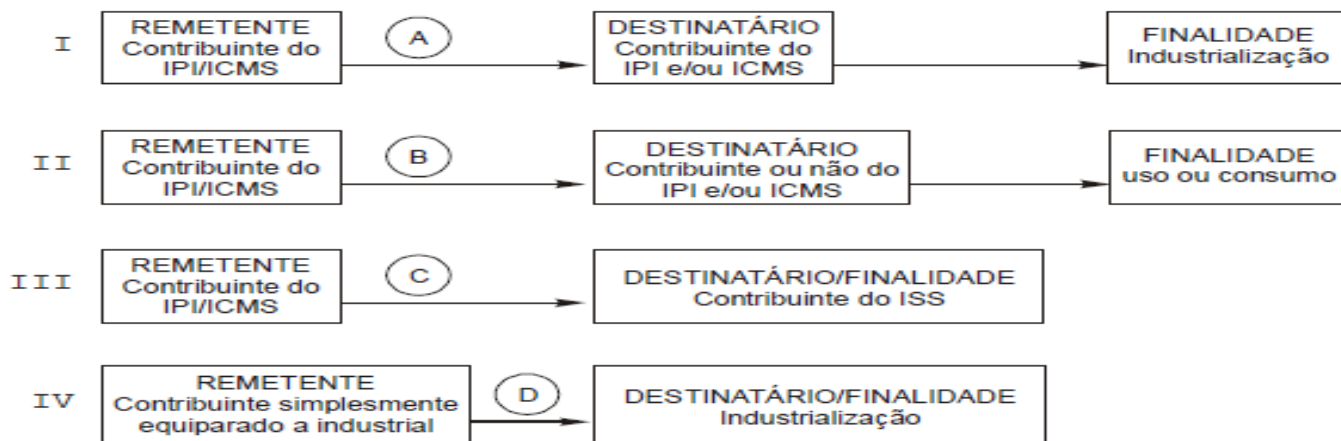 I
REMETENTE
Contribuinte do
IPI/ICMS
A
DESTINATÁRIO
Contribuinte do
IPI e/ou ICMS
FINALIDADE
Industrialização
II
REMETENTE
Contribuinte do
IPI/ICMS
B
DESTINATÁRIO
Contribuinte ou não do
IPI e/ou ICMS
FINALIDADE
uso ou consumo
III
REMETENTE
Contribuinte do
IPI/ICMS
C
DESTINATÁRIO/FINALIDADE
Contribuinte do ISS
IV
REMETENTE
Contribuinte simplesmente
equiparado a industrial
D
DESTINATÁRIO/FINALIDADE
Industrialização